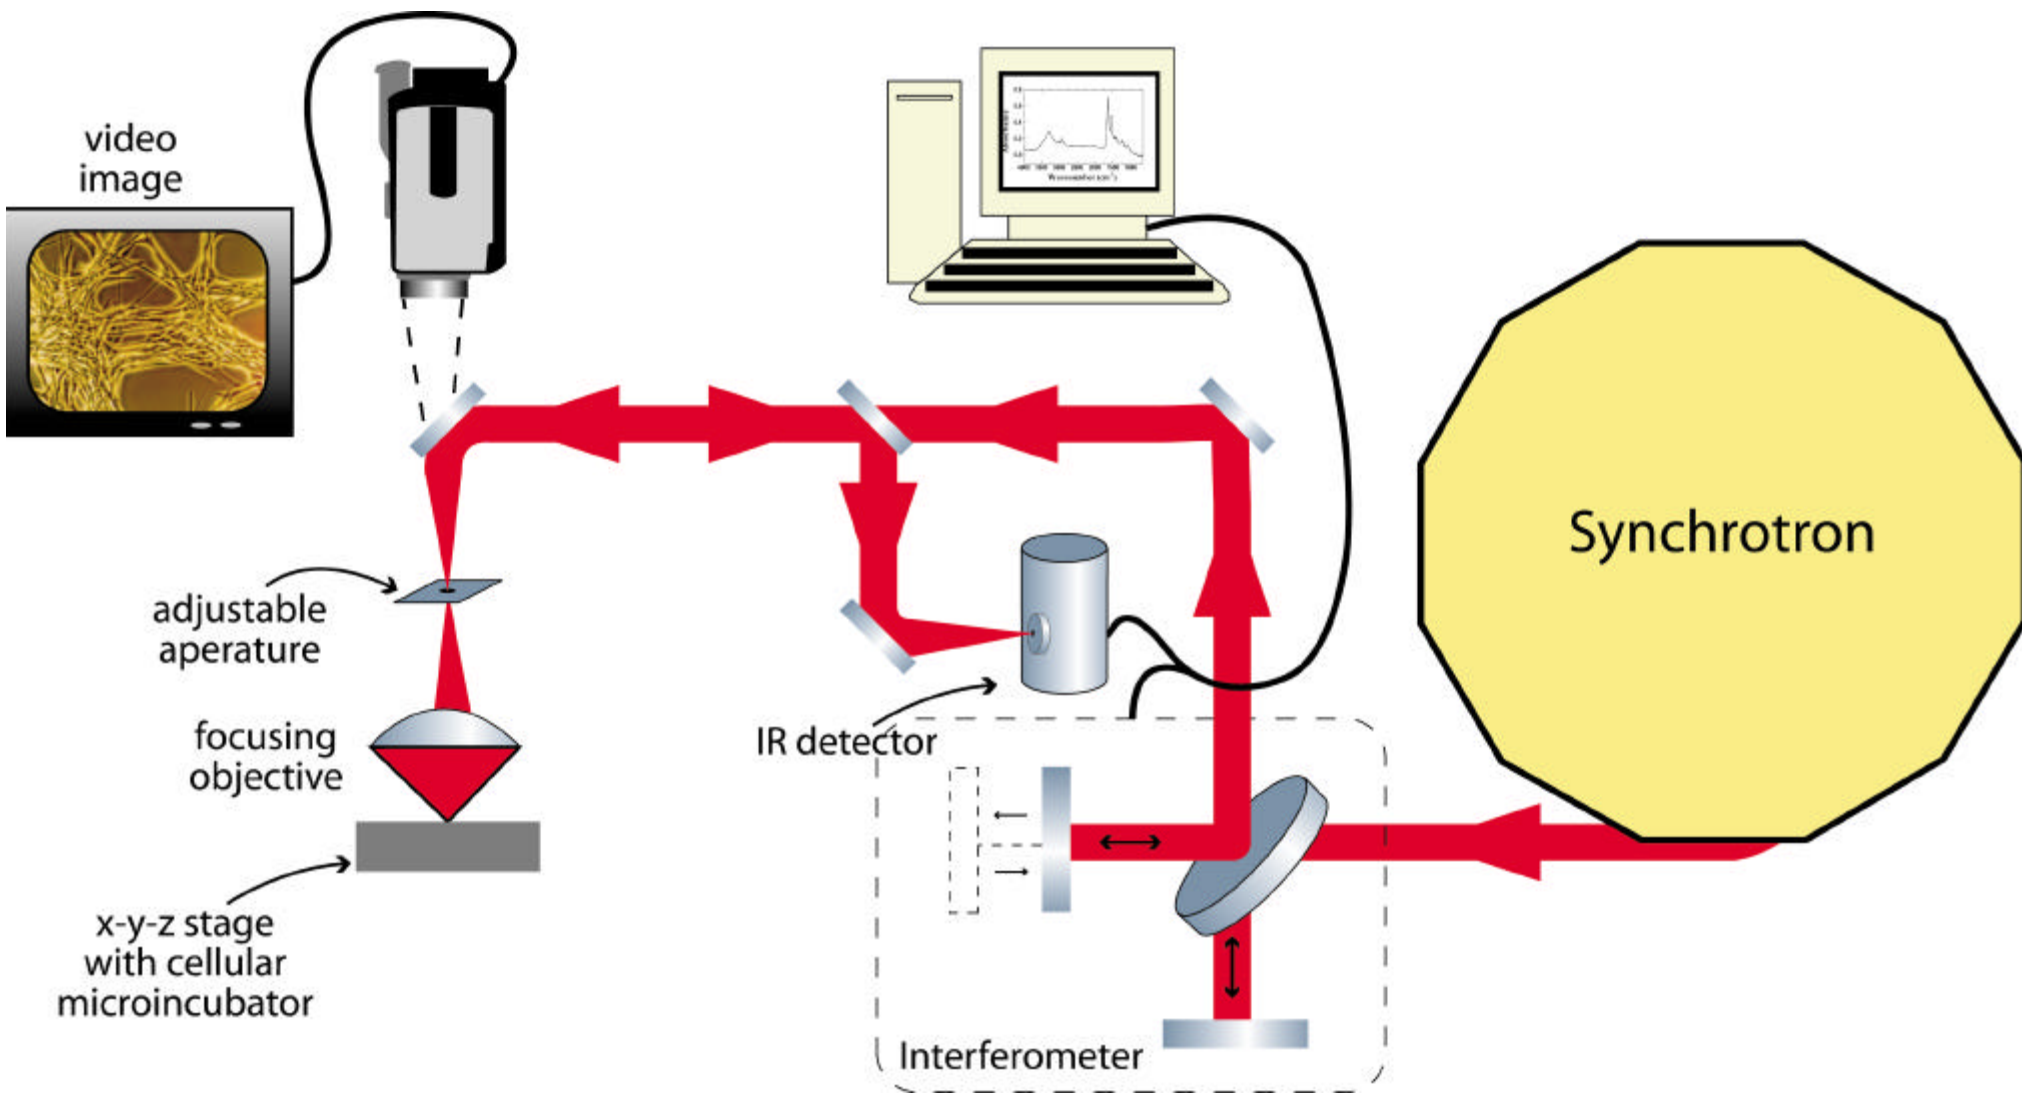 video
image
Synchrotron
adjustable
aperature
focusing
objective
IR detector
x-y-z stage
with cellular
microincubator
Interferometer